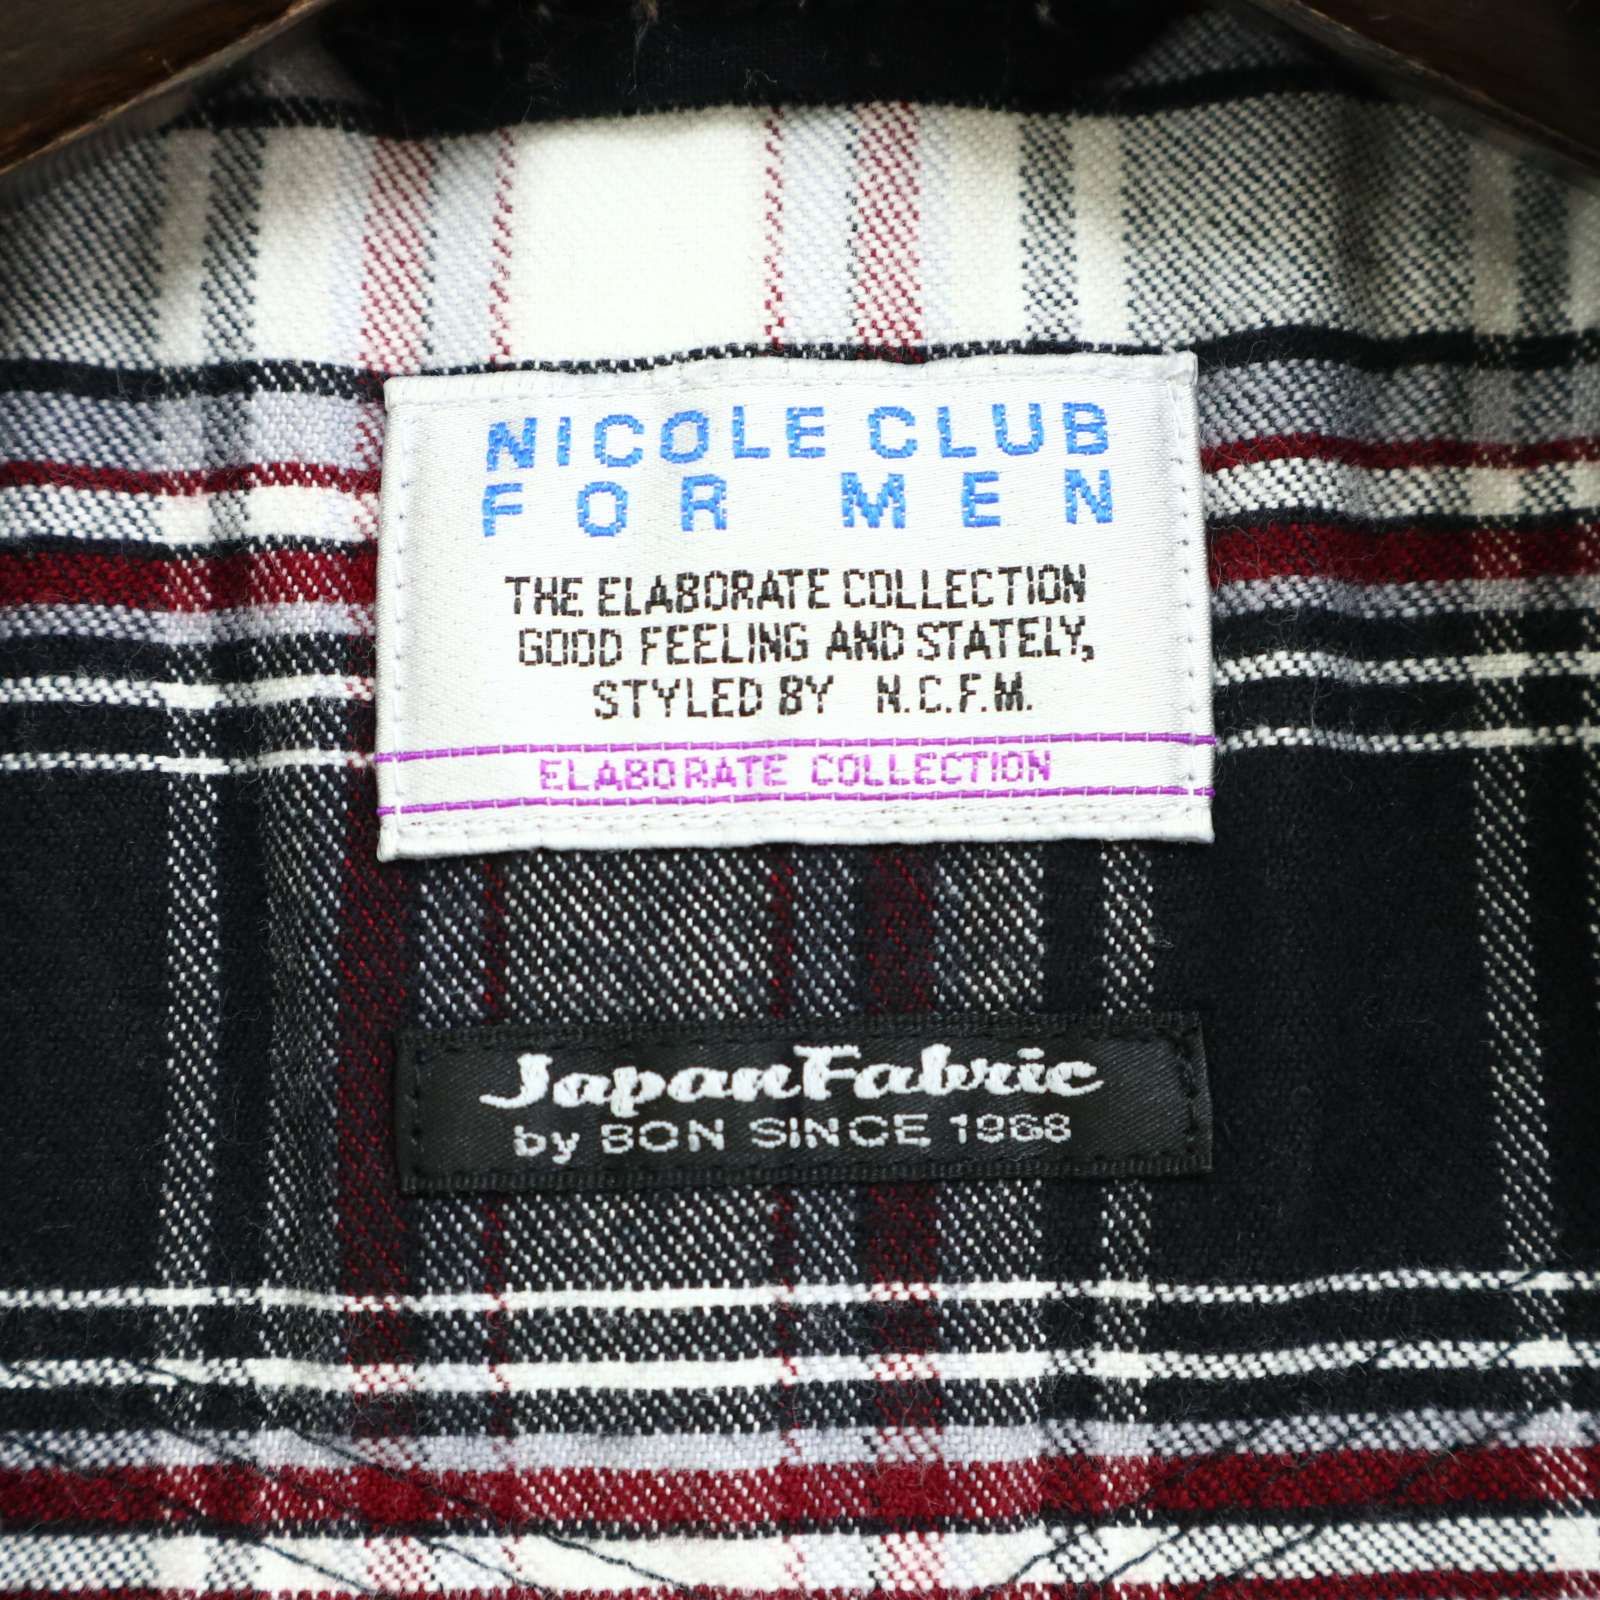 NICOLE CLUB
FOR MEN
THE ELABORATE COLLECTION
GOOD FEELING AND STATELY,
STYLED BY N.C.F.M.
ELABORATE COLLECTION
JapanFabric
by BON SINCE 1968